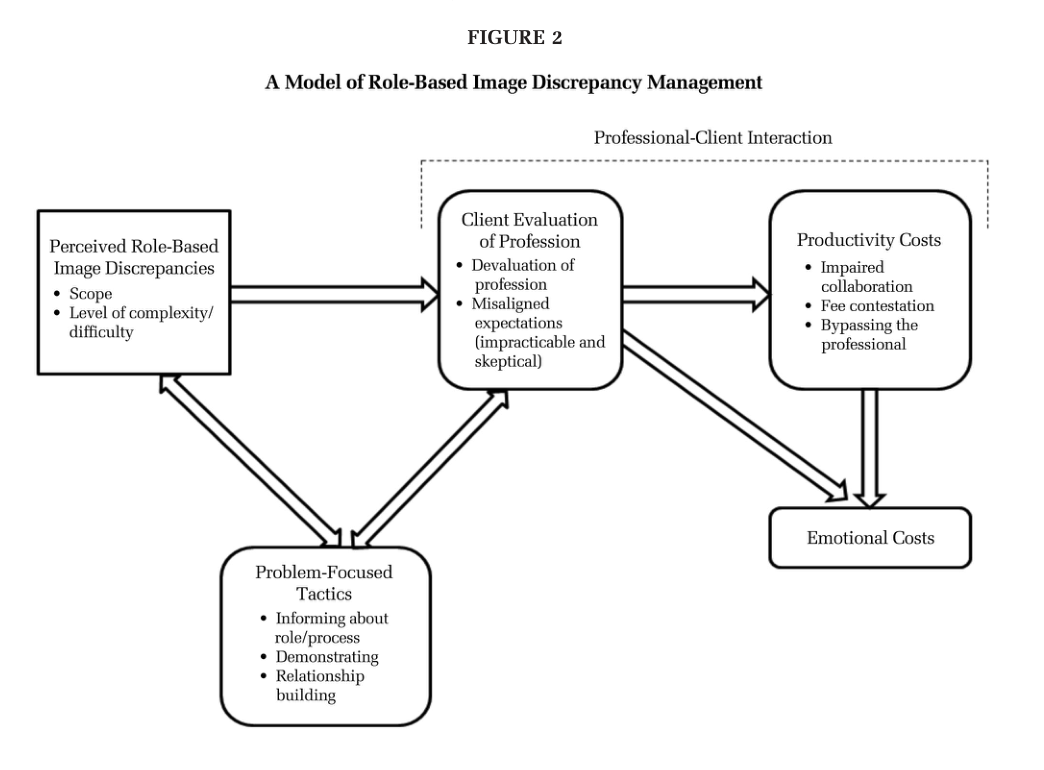 FIGURE 2
A Model of Role-Based Image Discrepancy Management
Professional-Client Interaction
Perceived Role-Based
Image Discrepancies
• Scope
• Level of complexity/
difficulty
Client Evaluation
of Profession
• Devaluation of
profession
• Misaligned
expectations
(impracticable and
skeptical)
Productivity Costs
• Impaired
collaboration
• Fee contestation
• Bypassing the
professional
Emotional Costs
Problem-Focused
Tactics
• Informing about
role/process
• Demonstrating
• Relationship
building